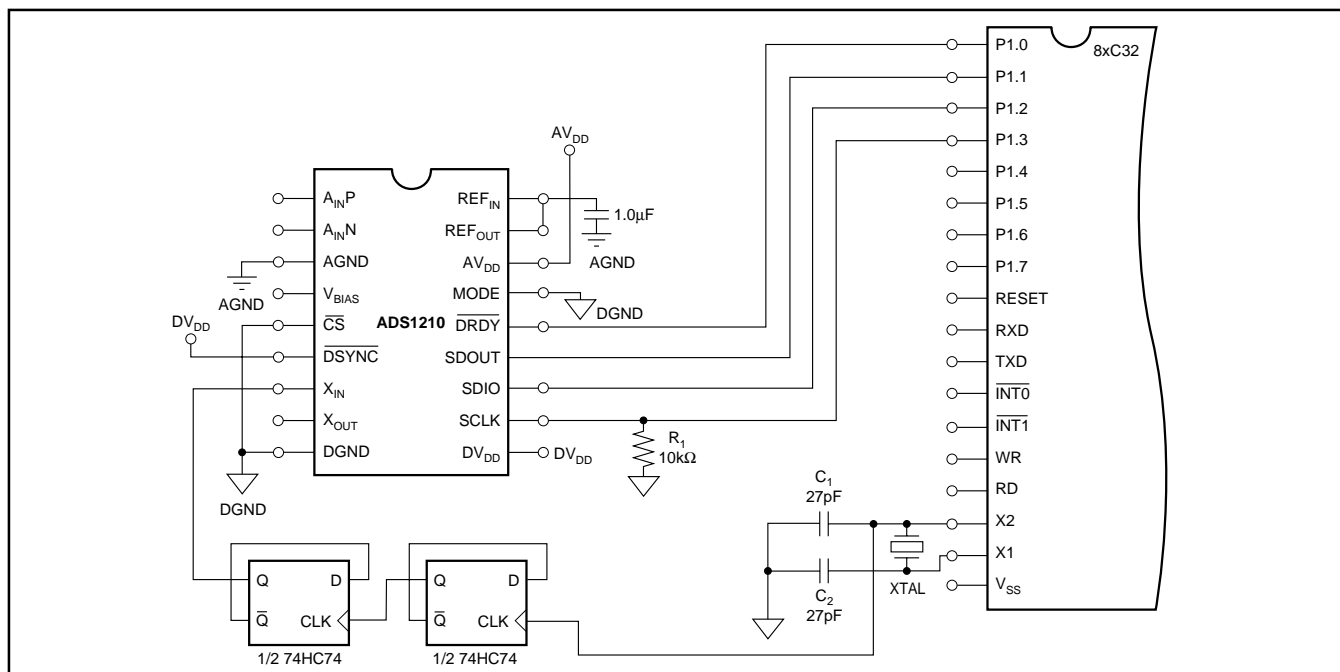 P1.0
8xC32
P1.1
P1.2
P1.3
P1.4
P1.5
P1.6
P1.7
RESET
RXD
TXD
INT0
INT1
WR
RD
X2
X1
VSS
AVDD
AINP
AINN
AGND
VBIAS
CS
DSYNC
XIN
XOUT
DGND
ADS1210
REFIN
REFOUT
AVDD
MODE
DRDY
SDOUT
SDIO
SCLK
DVDD
1.0µF
AGND
DGND
AGND
DVDD
DVDD
DGND
R1
10kΩ
C1
27pF
C2
27pF
XTAL
Q
D
Q
CLK
1/2 74HC74
Q
D
Q
CLK
1/2 74HC74